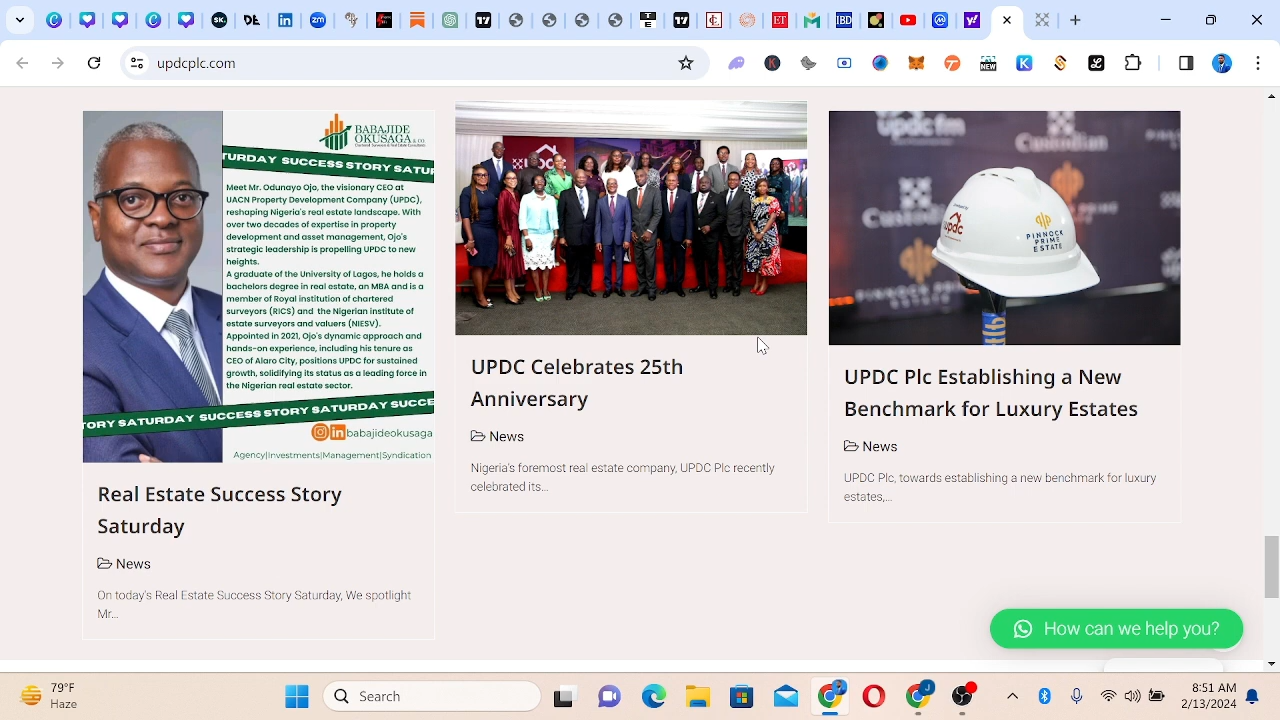 updcplc.com
NEW
BABAJIDE
OKUSAGA & CO.
Chartered Surveyors & Real Estate Consultants
TURDAY SUCCESS STORY SATUR
Meet Mr. Odunayo Ojo, the visionary CEO at
UACN Property Development Company (UPDC),
reshaping Nigeria's real estate landscape. With
over two decades of expertise in property
development and asset management, Ojo's
strategic leadership is propelling UPDC to new
heights.
A graduate of the University of Lagos, he holds a
bachelors degree in real estate, an MBA and is a
member of Royal institution of chartered
surveyors (RICS) and the Nigerian institute of
estate surveyors and valuers (NIESV).
Appointed in 2021, Ojo's dynamic approach and
hands-on experience, including his tenure as
CEO of Alaro City, positions UPDC for sustained
growth, solidifying its status as a leading force in
the Nigerian real estate sector.
TORY SATURDAY SUCCESS STORY SATURDAY SUCCE
babajideokusaga
Agency|Investments|Management|Syndication
Real Estate Success Story
Saturday
News
On today's Real Estate Success Story Saturday, We spotlight
Mr...
UPDC Celebrates 25th
Anniversary
News
Nigeria's foremost real estate company, UPDC Plc recently
celebrated its...
updcfm
Custodian
updc
PINNOCK
PRIME
ESTATE
UPDC Plc Establishing a New
Benchmark for Luxury Estates
News
UPDC Plc, towards establishing a new benchmark for luxury
estates,...
How can we help you?
79°F
Haze
Search
8:51 AM
2/13/2024